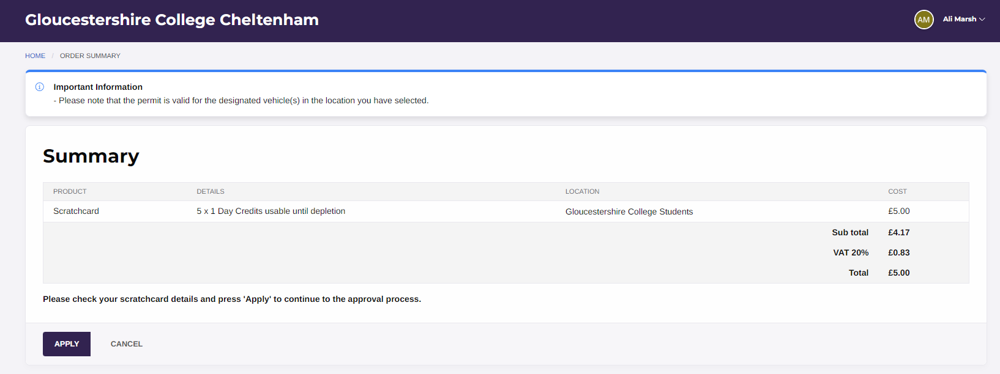 Gloucestershire College Cheltenham
AM
Ali Marsh
HOME / ORDER SUMMARY
Important Information
- Please note that the permit is valid for the designated vehicle(s) in the location you have selected.
Summary
PRODUCT DETAILS LOCATION COST
Scratchcard 5 x 1 Day Credits usable until depletion Gloucestershire College Students £5.00
Sub total £4.17
VAT 20% £0.83
Total £5.00
Please check your scratchcard details and press 'Apply' to continue to the approval process.
APPLY CANCEL